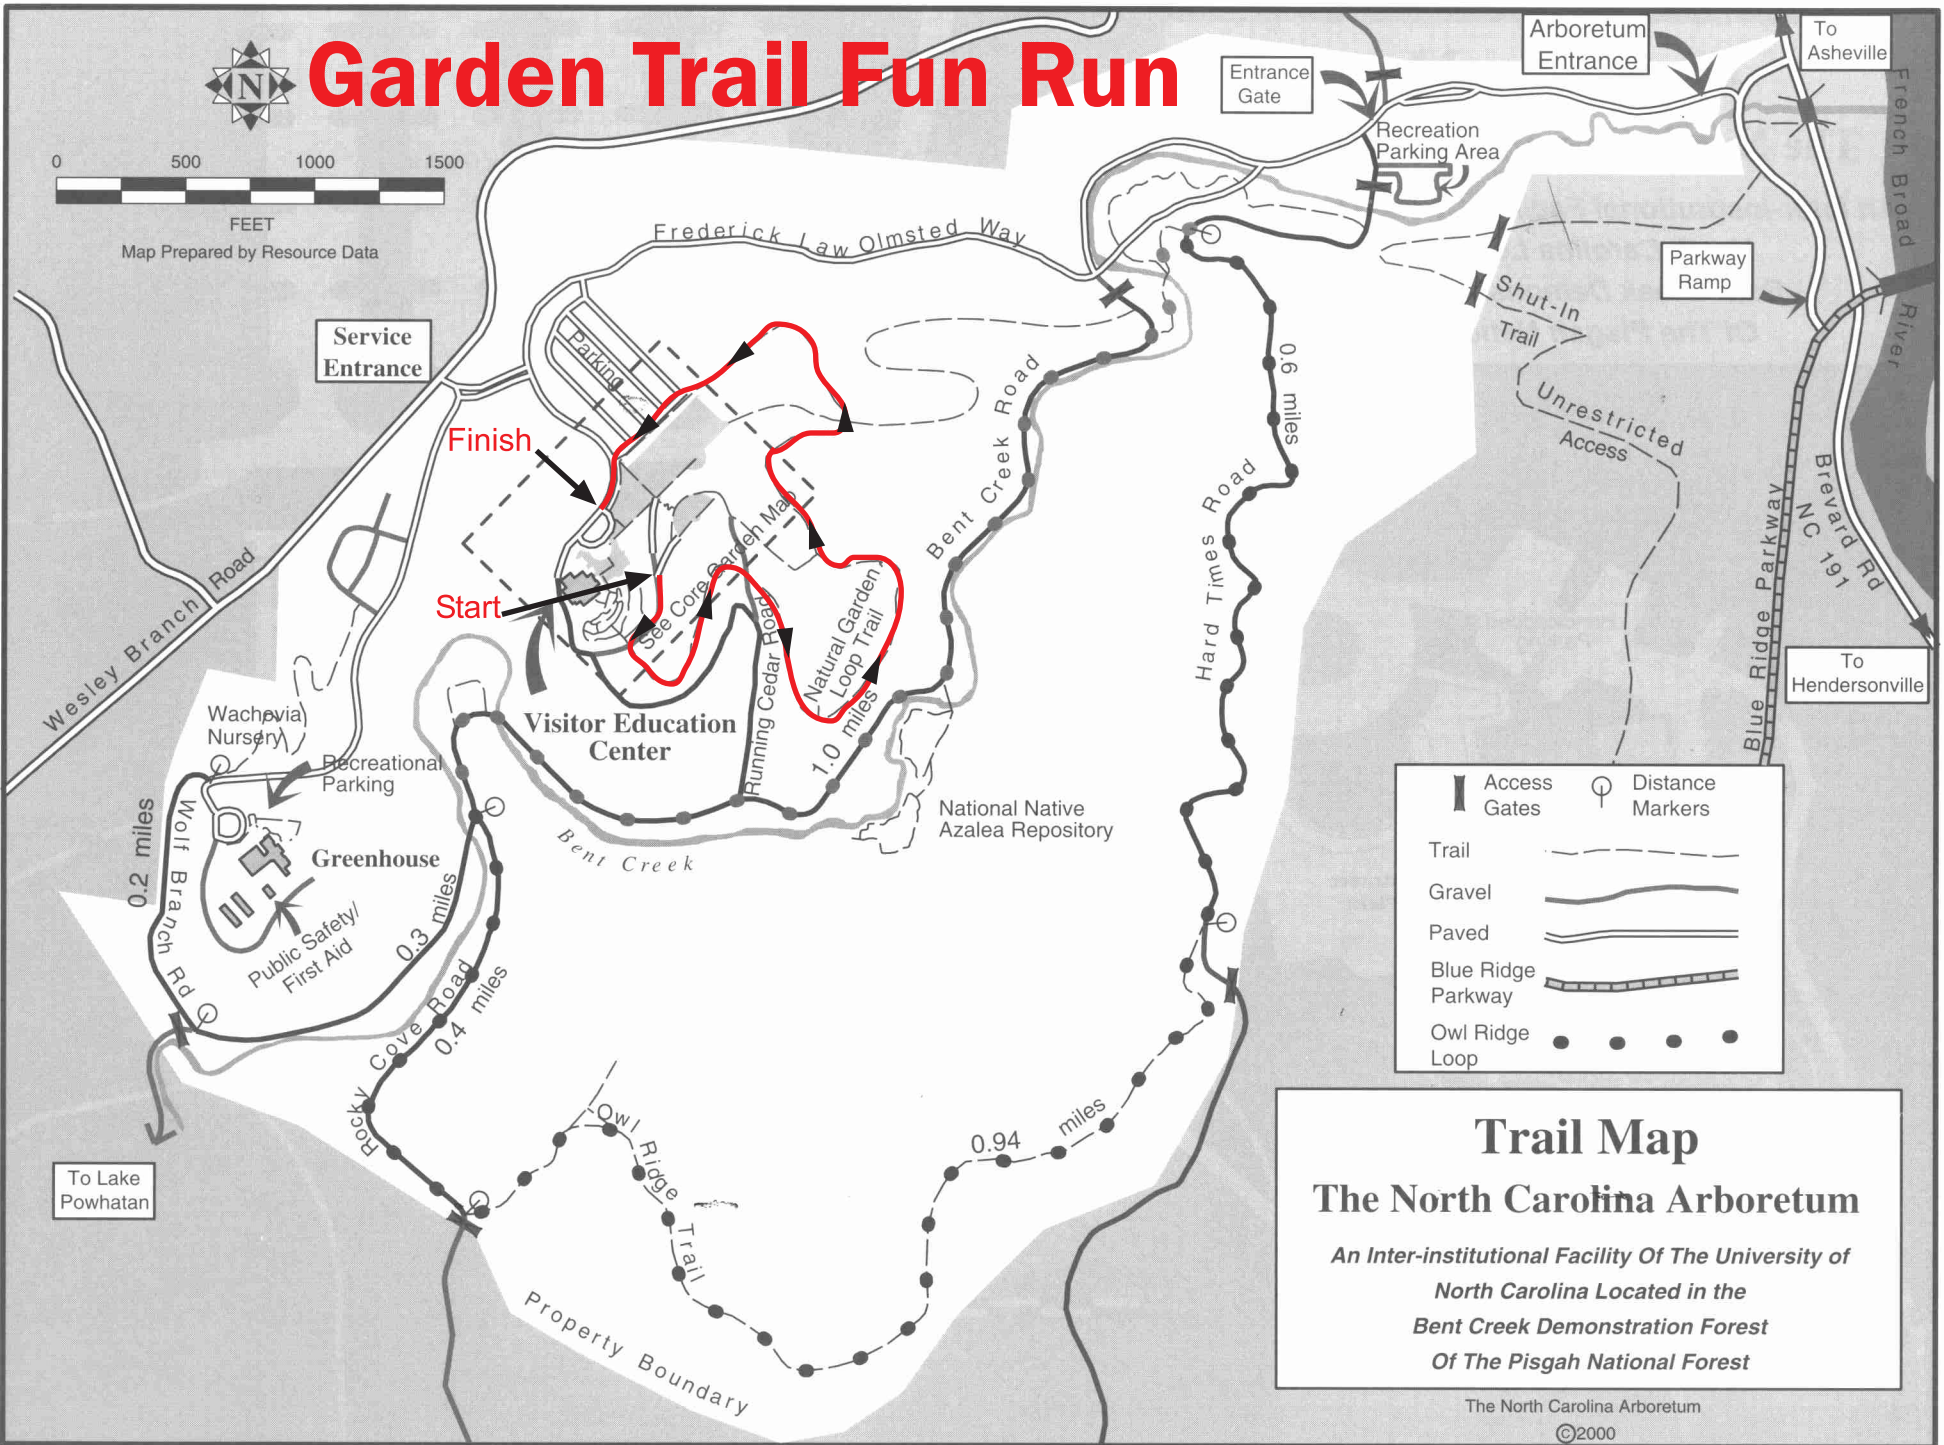 Garden Trail Fun Run
N
0 500 1000 1500
FEET
Map Prepared by Resource Data
Entrance
Gate
Arboretum
Entrance
To
Asheville
Recreation
Parking Area
French Broad River
Frederick Law Olmsted Way
Parkway
Ramp
Shut-In
Trail
Unrestricted
Access
Service
Entrance
Parking
Finish
Start
See Core Garden Map
Bent Creek Road
0.6 miles
Hard Times Road
Brevard Rd
NC 191
Blue Ridge Parkway
To
Hendersonville
Wesley Branch Road
Natural Garden
Loop Trail
Running Cedar Road
1.0 miles
Visitor Education
Center
Wachovia
Nursery
Recreational
Parking
National Native
Azalea Repository
Bent Creek
0.2 miles
Wolf Branch Rd
Greenhouse
Public Safety/
First Aid
0.3 miles
Rocky Cove Road
0.4 miles
To Lake
Powhatan
Owl Ridge Trail
0.94 miles
Property Boundary
Access
Gates
Distance
Markers
Trail
Gravel
Paved
Blue Ridge
Parkway
Owl Ridge
Loop
Trail Map
The North Carolina Arboretum
An Inter-institutional Facility Of The University of
North Carolina Located in the
Bent Creek Demonstration Forest
Of The Pisgah National Forest
The North Carolina Arboretum
©2000